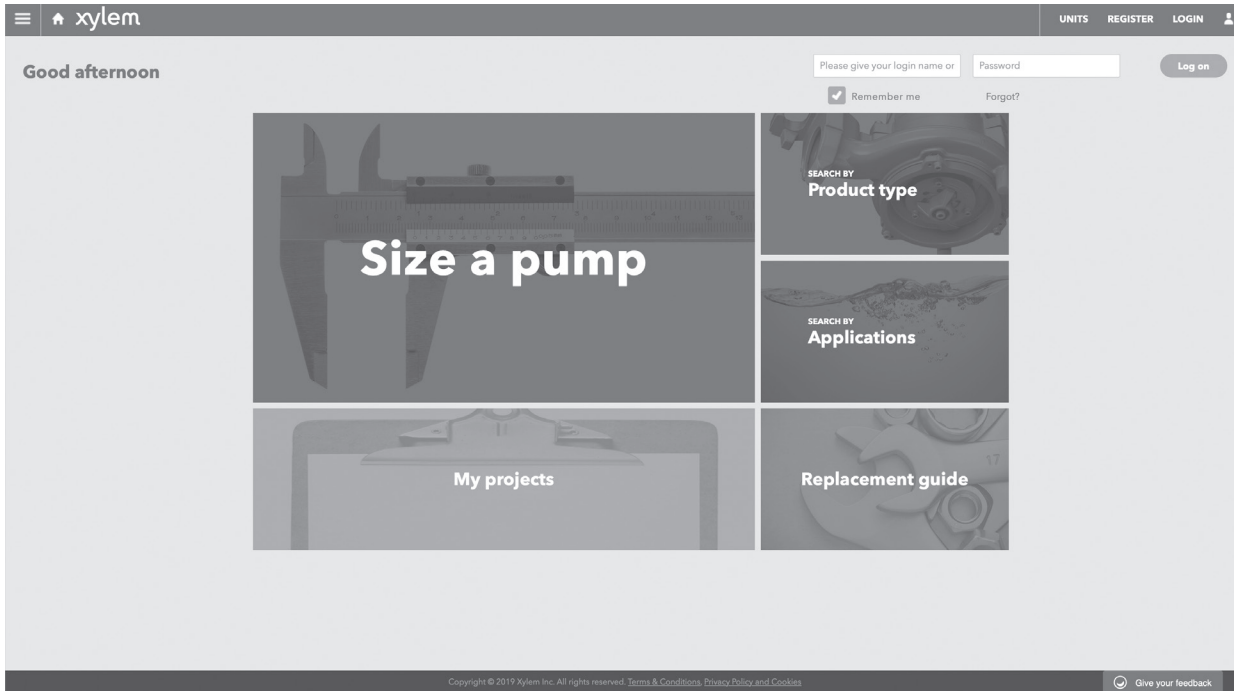 xylem
UNITS REGISTER LOGIN
Good afternoon
Please give your login name or
Password
Log on
Remember me
Forgot?
Size a pump
SEARCH BY
Product type
SEARCH BY
Applications
My projects
Replacement guide
17
Copyright © 2019 Xylem Inc. All rights reserved. Terms & Conditions, Privacy Policy and Cookies
Give your feedback